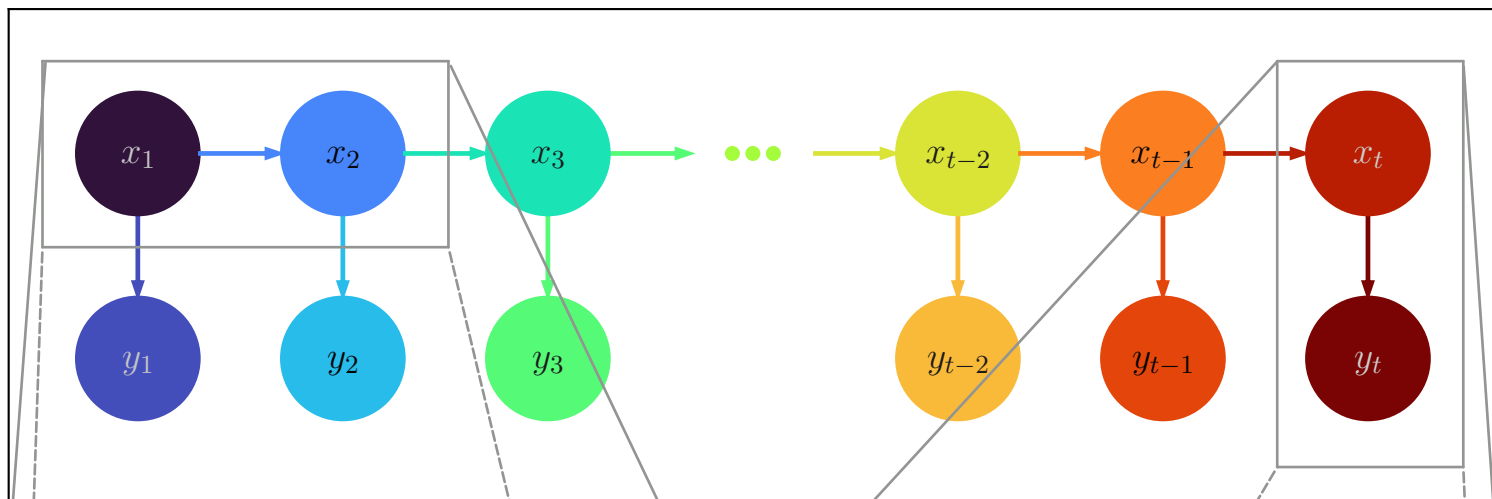 x₁ x₂ x₃ ••• xₜ₋₂ xₜ₋₁ xₜ
y₁ y₂ y₃ yₜ₋₂ yₜ₋₁ yₜ